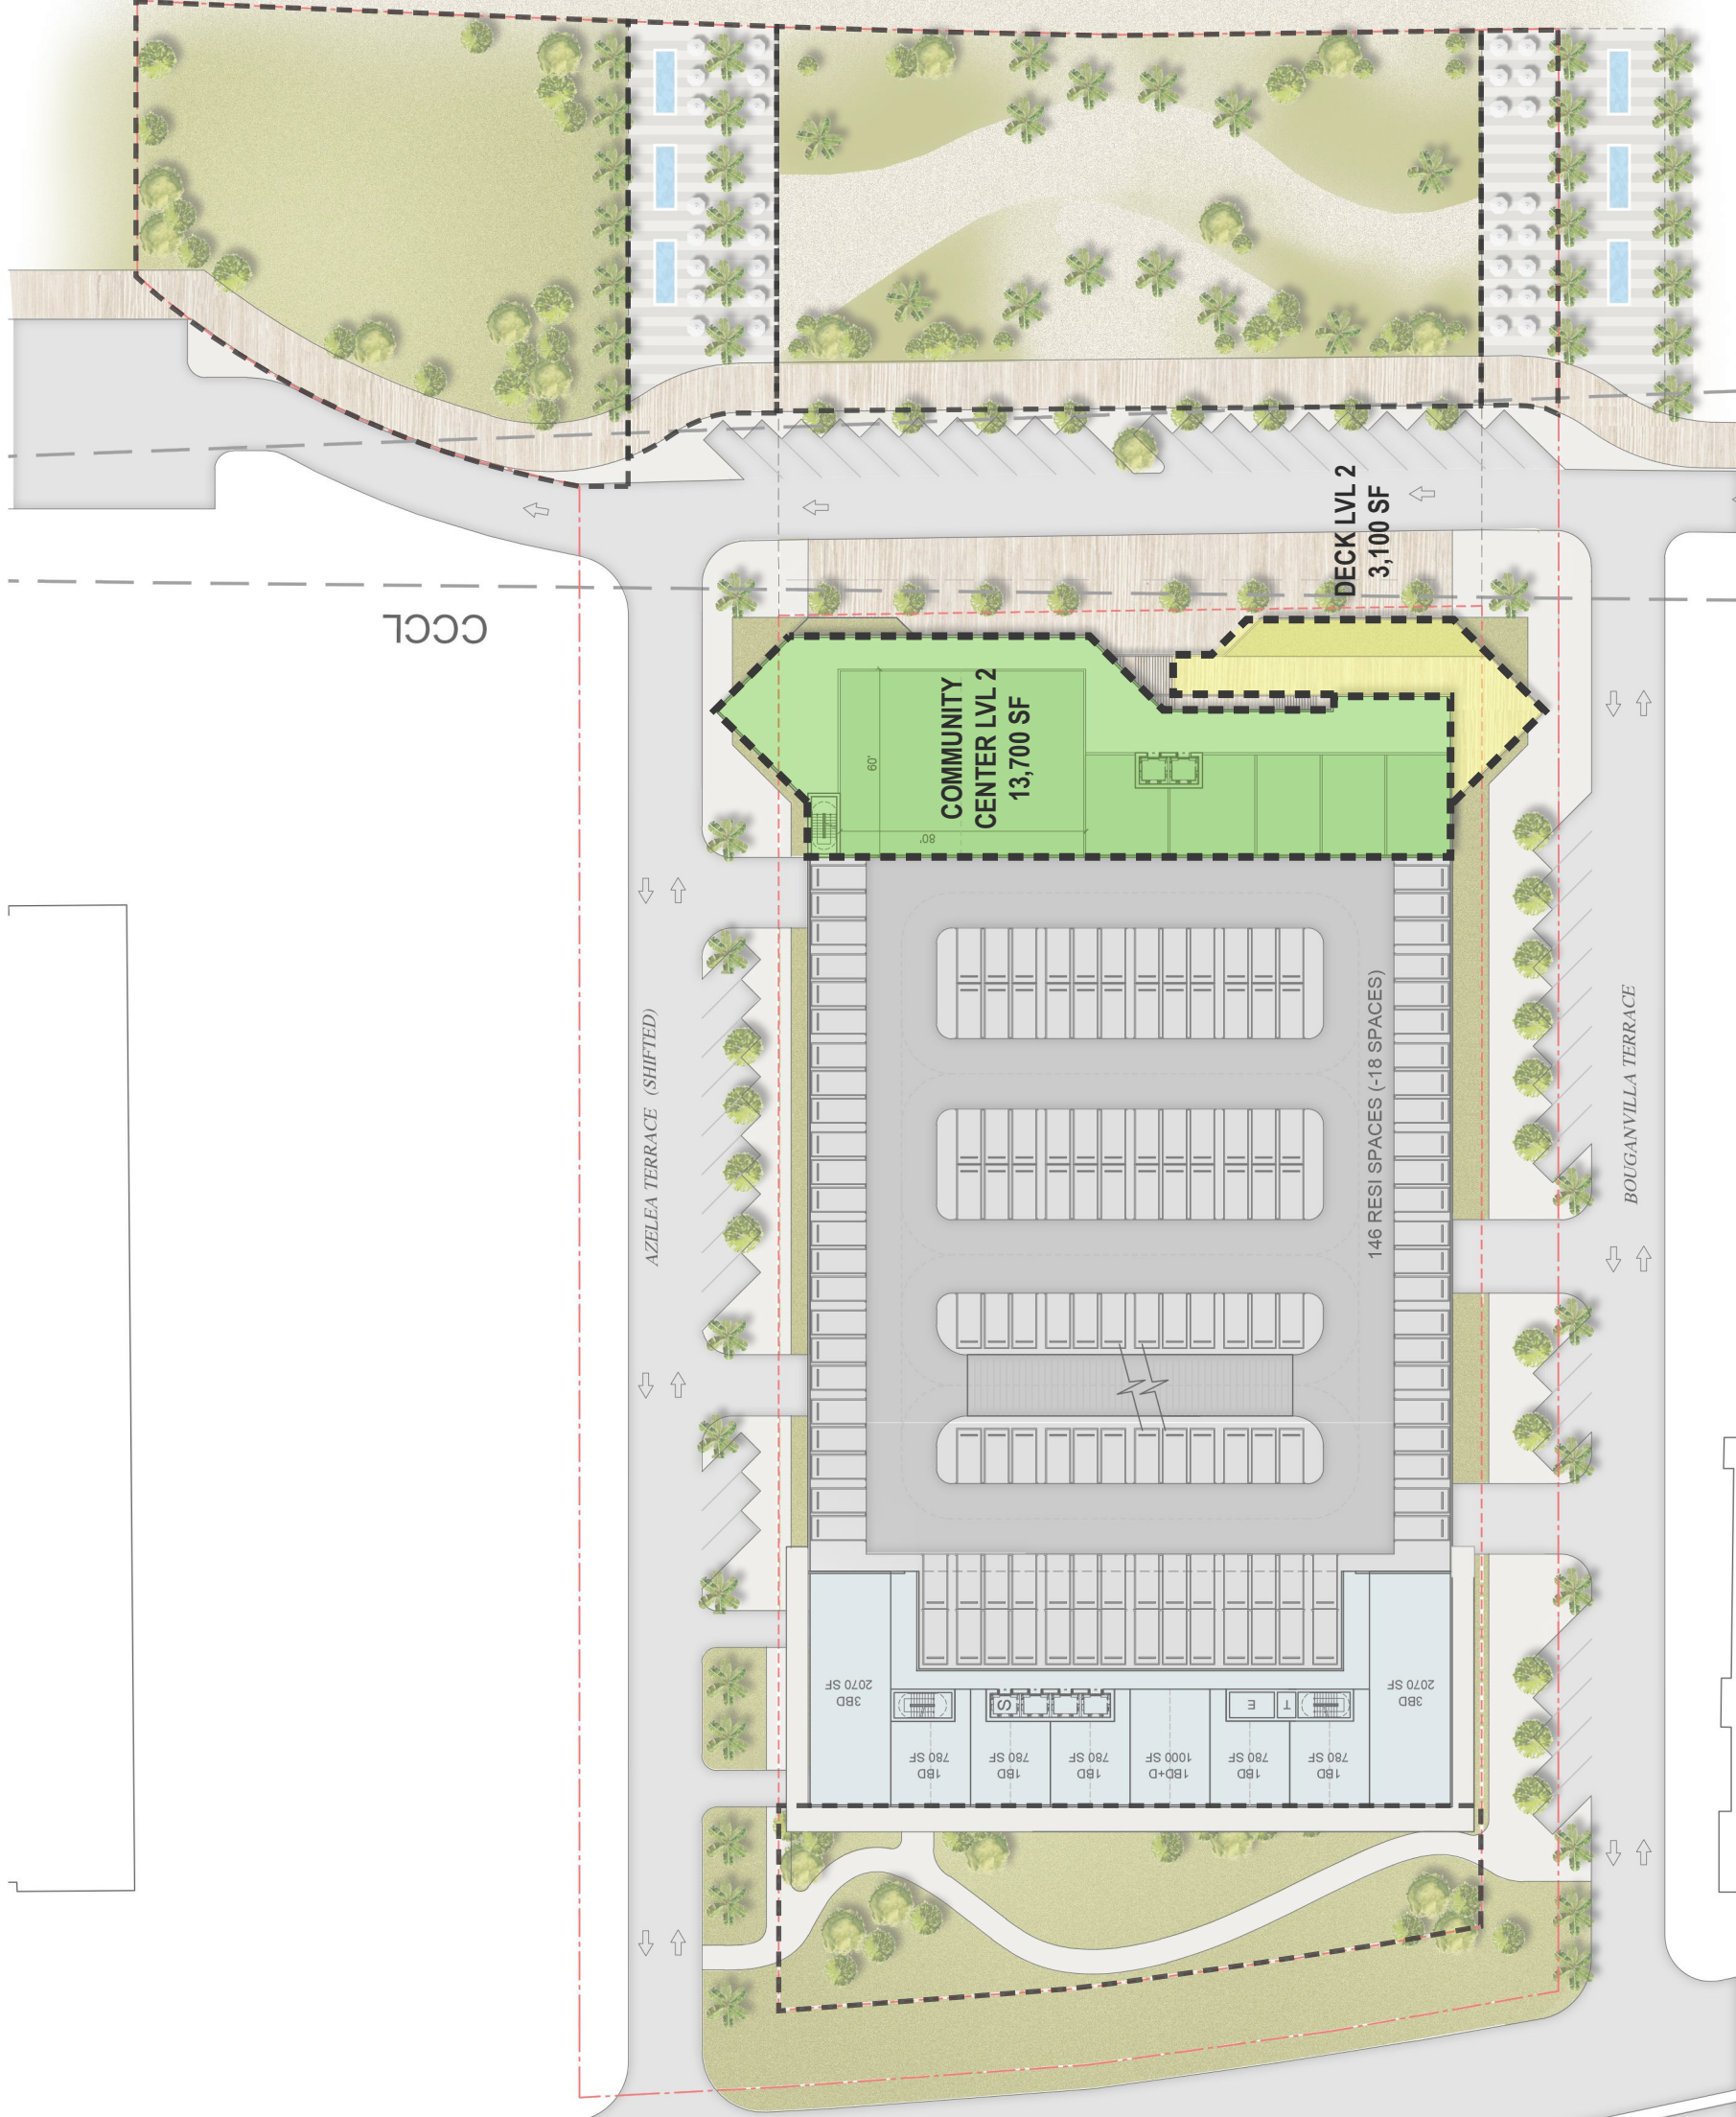 CCCL
DECK LVL 2
3,100 SF
COMMUNITY
CENTER LVL 2
13,700 SF
60'
80'
AZELEA TERRACE (SHIFTED)
146 RESI SPACES (-18 SPACES)
BOUGANVILLA TERRACE
3BD
2070 SF
1BD
780 SF
1BD
780 SF
1BD
780 SF
1BD+D
1000 SF
1BD
780 SF
1BD
780 SF
3BD
2070 SF
S
E
T